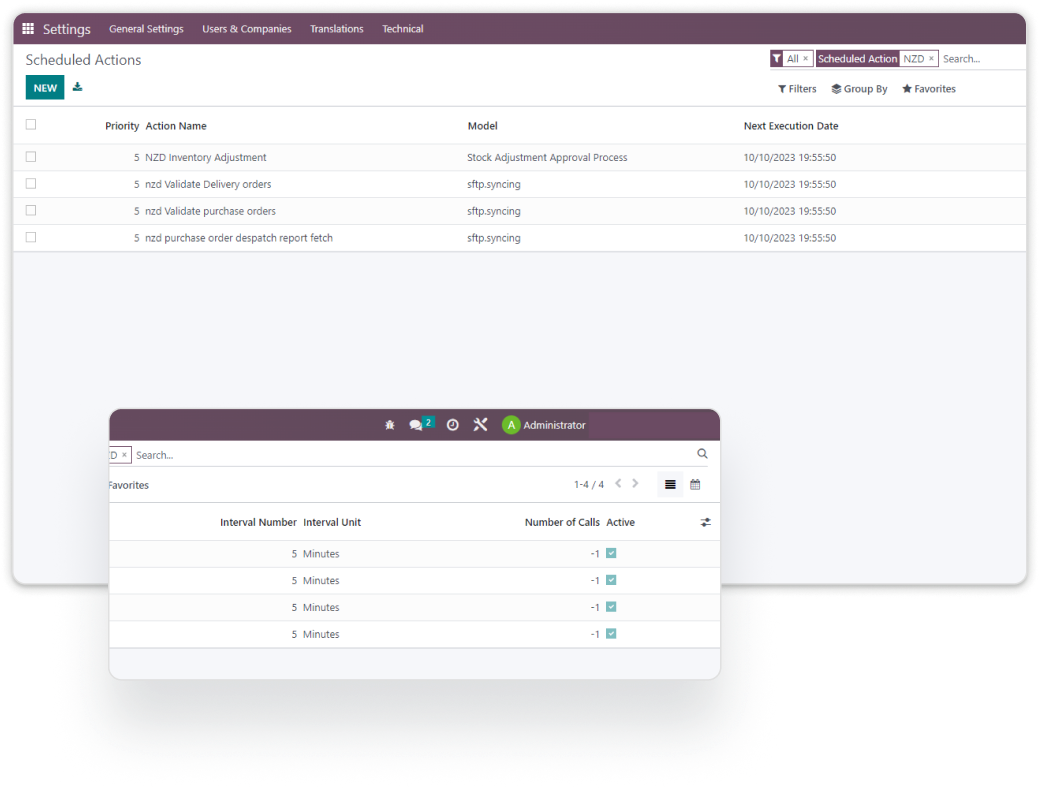 Settings General Settings Users & Companies Translations Technical
Scheduled Actions All × Scheduled Action NZD × Search...
NEW Filters Group By Favorites
Priority Action Name Model Next Execution Date
5 NZD Inventory Adjustment Stock Adjustment Approval Process 10/10/2023 19:55:50
5 nzd Validate Delivery orders sftp.syncing 10/10/2023 19:55:50
5 nzd Validate purchase orders sftp.syncing 10/10/2023 19:55:50
5 nzd purchase order despatch report fetch sftp.syncing 10/10/2023 19:55:50
2 A Administrator
D × Search...
Favorites 1-4 / 4
Interval Number Interval Unit Number of Calls Active
5 Minutes -1
5 Minutes -1
5 Minutes -1
5 Minutes -1